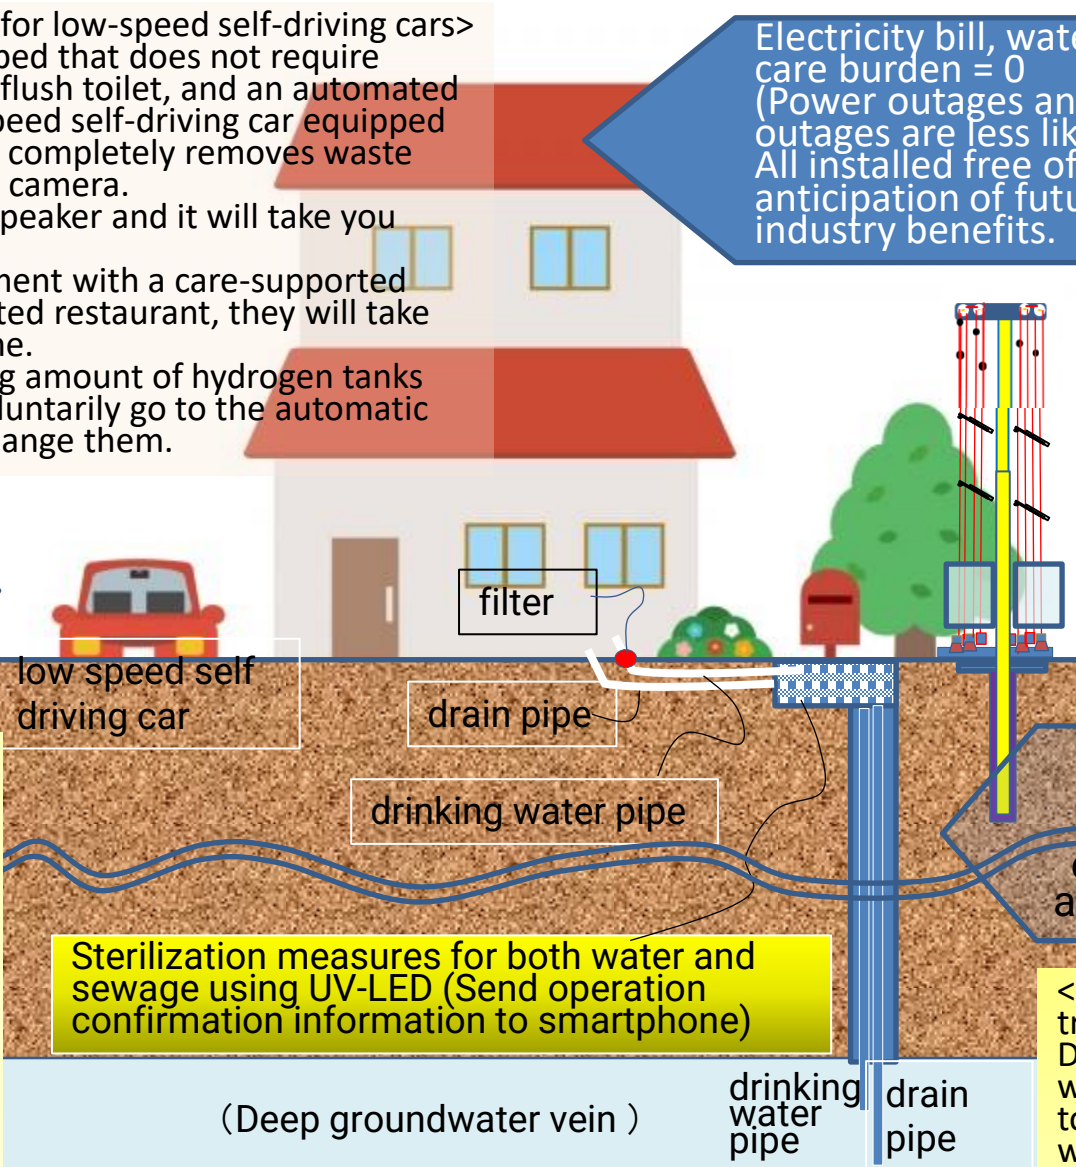 for low-speed self-driving cars>
ped that does not require
flush toilet, and an automated
peed self-driving car equipped
completely removes waste
camera.
peaker and it will take you
nent with a care-supported
ted restaurant, they will take
ne.
g amount of hydrogen tanks
luntarily go to the automatic
ange them.
Electricity bill, wate
care burden = 0
(Power outages an
outages are less lik
All installed free of
anticipation of futu
industry benefits.
filter
low speed self
driving car
drain pipe
drinking water pipe
Sterilization measures for both water and
sewage using UV-LED (Send operation
confirmation information to smartphone)
(Deep groundwater vein )
drinking
water
pipe
drain
pipe
a
<
tr
D
w
to
w